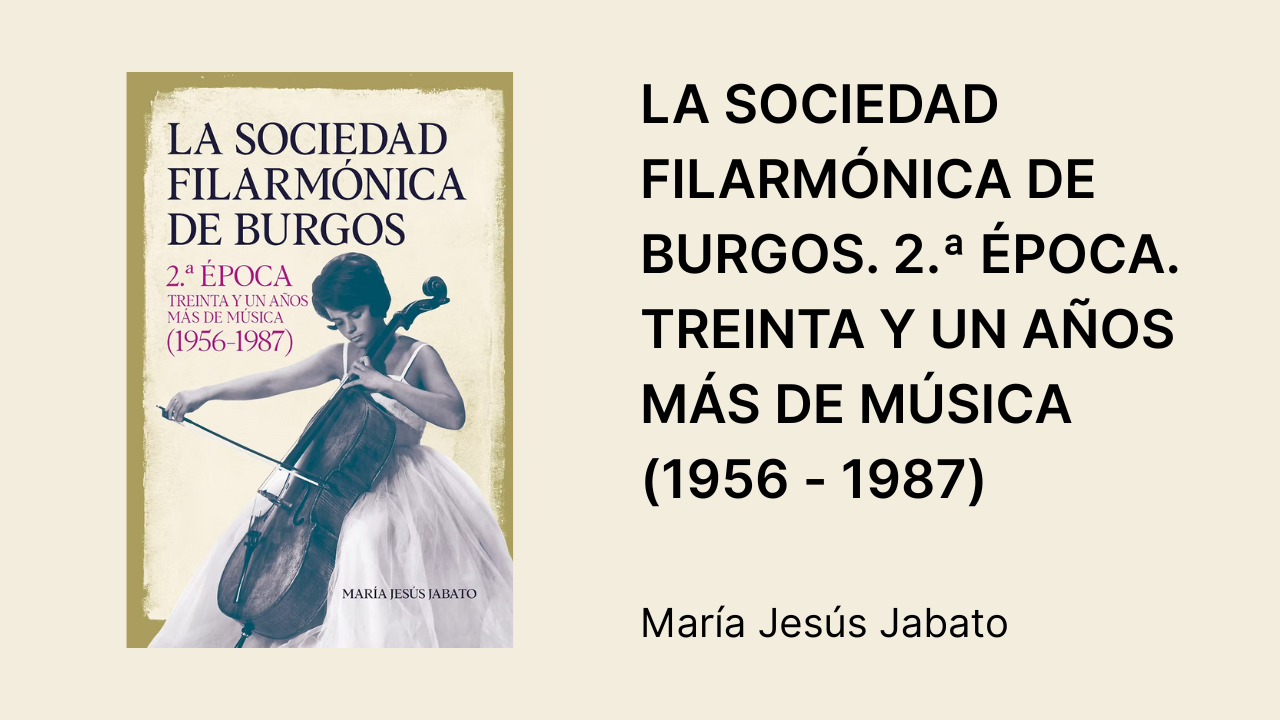 LA SOCIEDAD
FILARMÓNICA
DE BURGOS
2.ª ÉPOCA
TREINTA Y UN AÑOS
MÁS DE MÚSICA
(1956-1987)
MARÍA JESÚS JABATO
LA SOCIEDAD
FILARMÓNICA DE
BURGOS. 2.ª ÉPOCA.
TREINTA Y UN AÑOS
MÁS DE MÚSICA
(1956 - 1987)
María Jesús Jabato